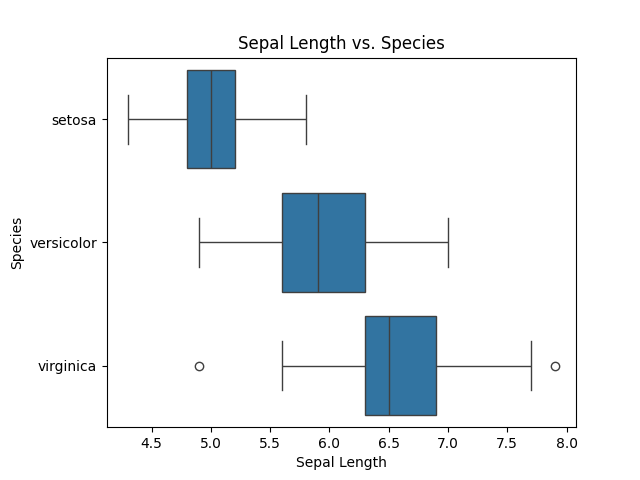 Sepal Length vs. Species
Species
setosa
versicolor
virginica
4.5 5.0 5.5 6.0 6.5 7.0 7.5 8.0
Sepal Length